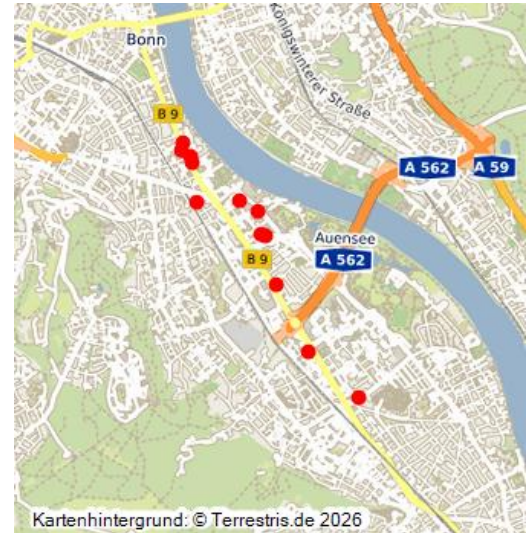 Bonn
Königswinterer Straße
B 9
A 562
A 59
Auensee
A 562
B 9
Kartenhintergrund: © Terrestris.de 2026